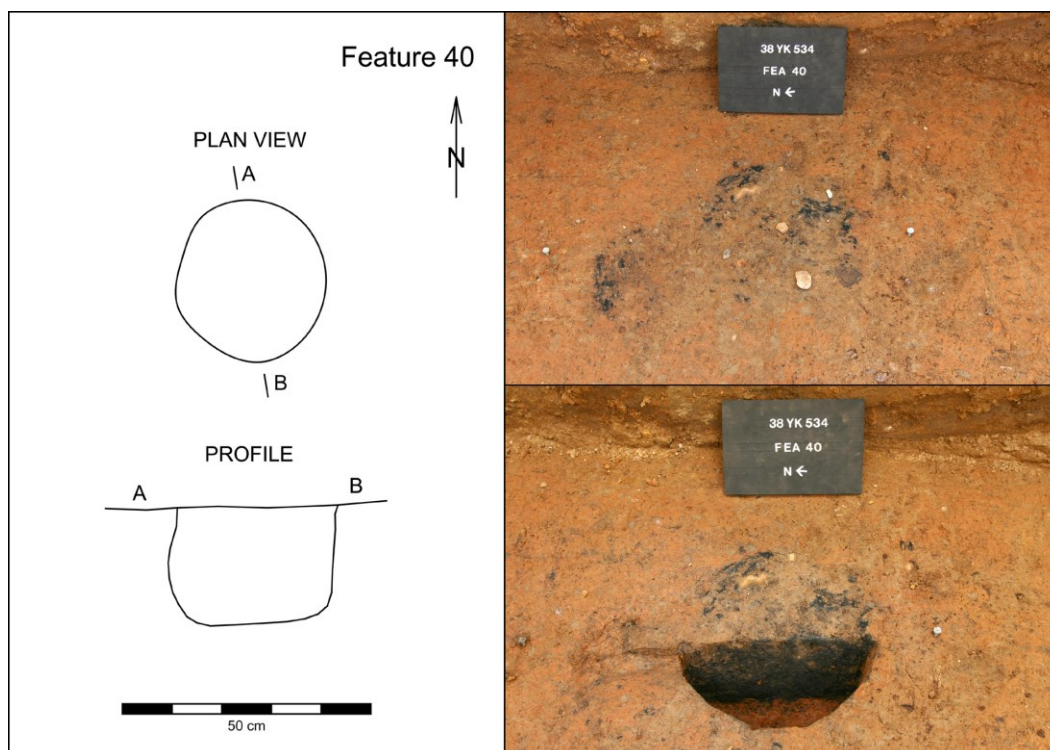 Feature 40
N
PLAN VIEW
A
B
PROFILE
A B
50 cm
38 YK 534
FEA 40
N ←
38 YK 534
FEA 40
N ←